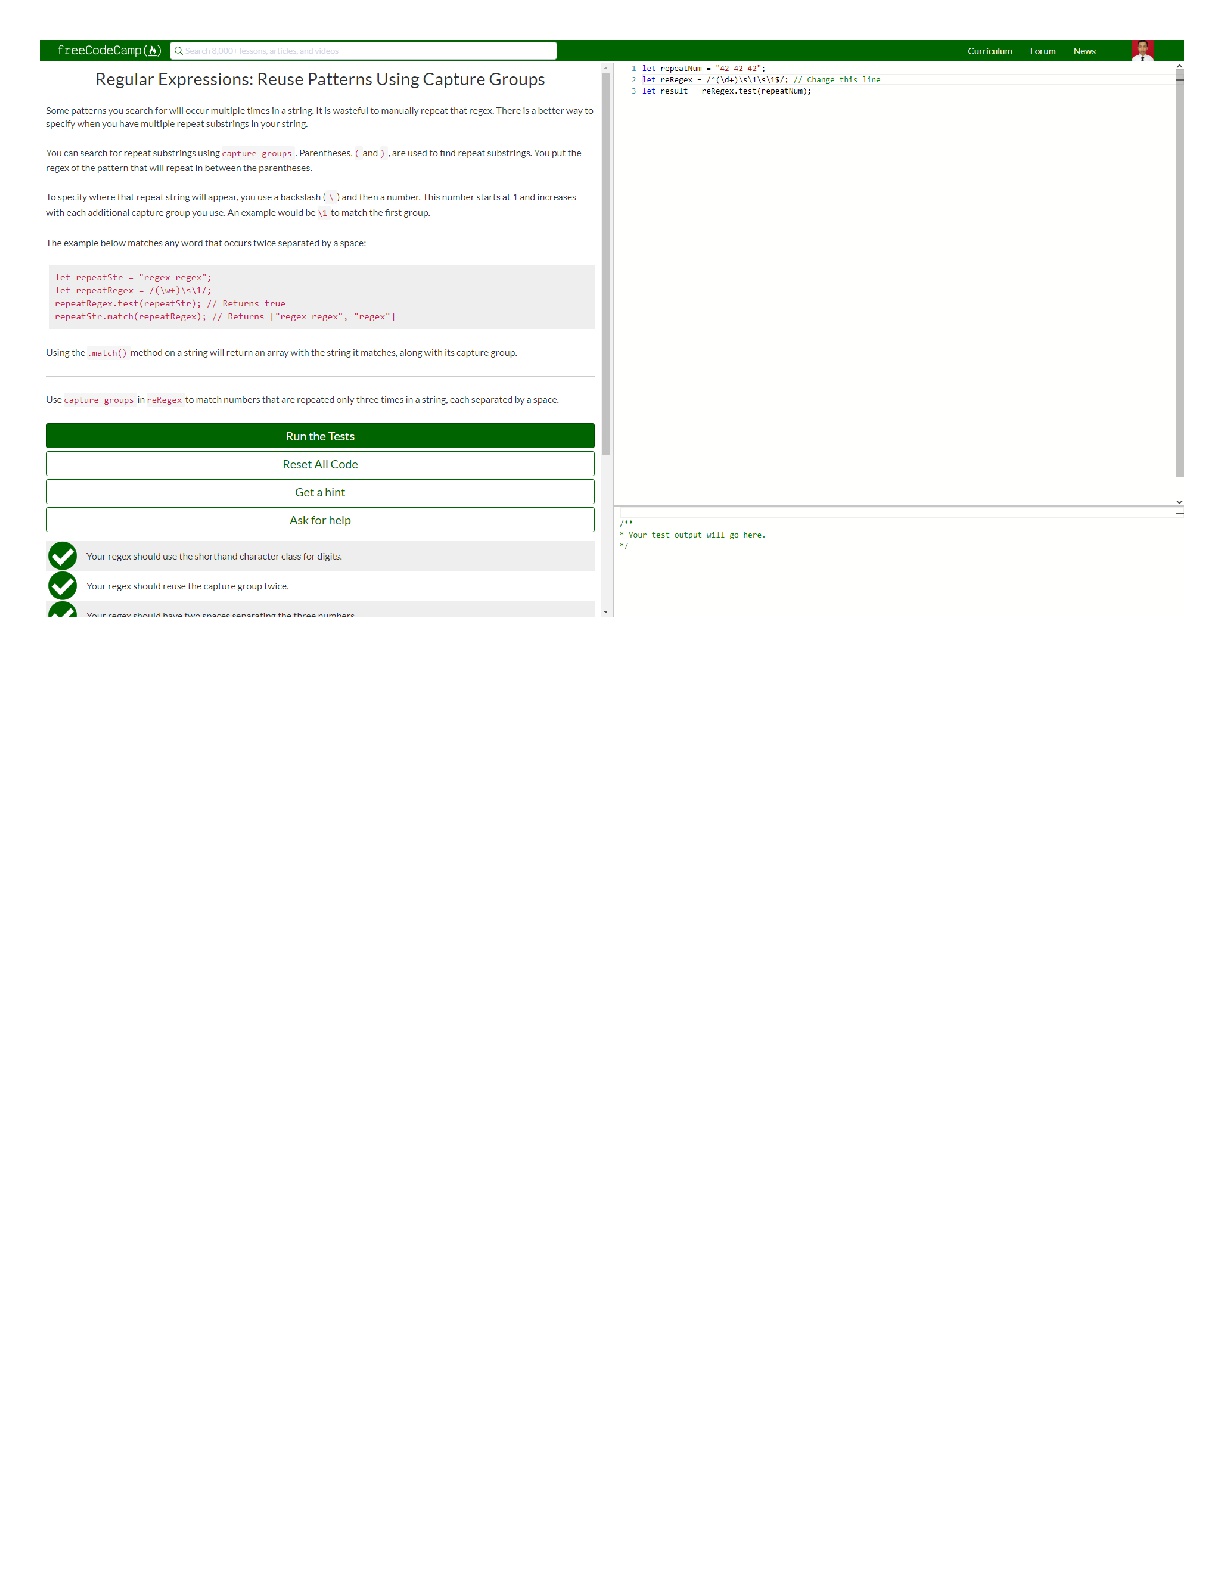 freeCodeCamp
Search 8,000+ lessons, articles, and videos
Curriculum
Forum
News
Regular Expressions: Reuse Patterns Using Capture Groups
Some patterns you search for will occur multiple times in a string. It is wasteful to manually repeat that regex. There is a better way to
specify when you have multiple repeat substrings in your string.
You can search for repeat substrings using capture groups . Parentheses, ( and ) , are used to find repeat substrings. You put the
regex of the pattern that will repeat in between the parentheses.
To specify where that repeat string will appear, you use a backslash ( \ ) and then a number. This number starts at 1 and increases
with each additional capture group you use. An example would be \1 to match the first group.
The example below matches any word that occurs twice separated by a space:
let repeatStr = "regex regex";
let repeatRegex = /(\w+)\s\1/;
repeatRegex.test(repeatStr); // Returns true
repeatStr.match(repeatRegex); // Returns ["regex regex", "regex"]
Using the .match() method on a string will return an array with the string it matches, along with its capture group.
Use capture groups in reRegex to match numbers that are repeated only three times in a string, each separated by a space.
Run the Tests
Reset All Code
Get a hint
Ask for help
Your regex should use the shorthand character class for digits.
Your regex should reuse the capture group twice.
Your regex should have two spaces separating the three numbers.
1 let repeatNum = "42 42 42";
2 let reRegex = /^(\d+)\s\1\s\1$/; // Change this line
3 let result = reRegex.test(repeatNum);
/**
* Your test output will go here.
*/